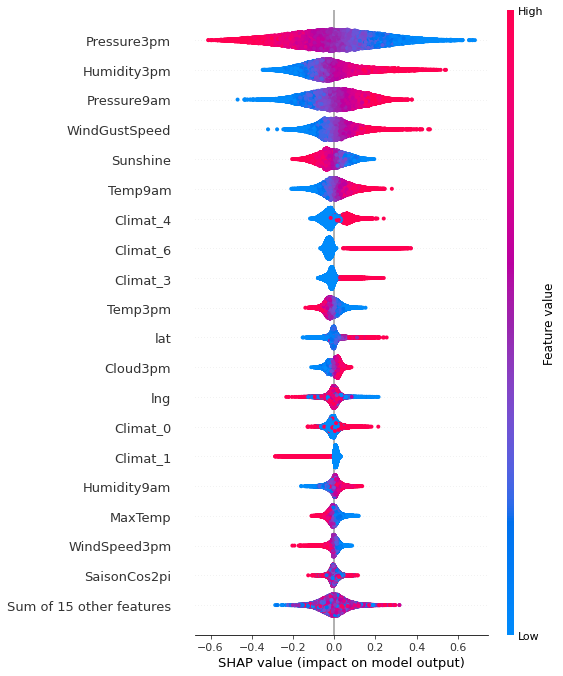 High
Pressure3pm
Humidity3pm
Pressure9am
WindGustSpeed
Sunshine
Temp9am
Climat_4
Climat_6
Climat_3
Temp3pm
lat
Cloud3pm
lng
Climat_0
Climat_1
Humidity9am
MaxTemp
WindSpeed3pm
SaisonCos2pi
Sum of 15 other features
Feature value
Low
−0.6 −0.4 −0.2 0.0 0.2 0.4 0.6
SHAP value (impact on model output)